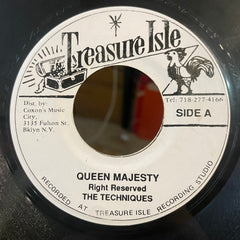 Treasure Isle
Dist by:
Coxon's Music
City,
3135 Fulton St.
Bklyn N.Y.
Tel: 718-277-4166
SIDE A
QUEEN MAJESTY
Right Reserved
THE TECHNIQUES
RECORDED AT TREASURE ISLE RECORDING STUDIO